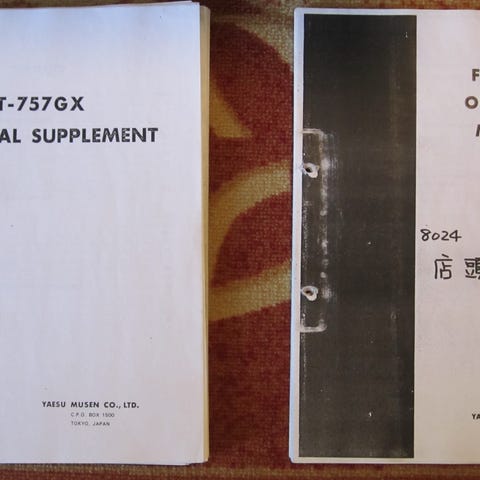 T-757GX
AL SUPPLEMENT
YAESU MUSEN CO., LTD.
C.P.O. BOX 1500
TOKYO, JAPAN
F
O
8024
店頭
YA